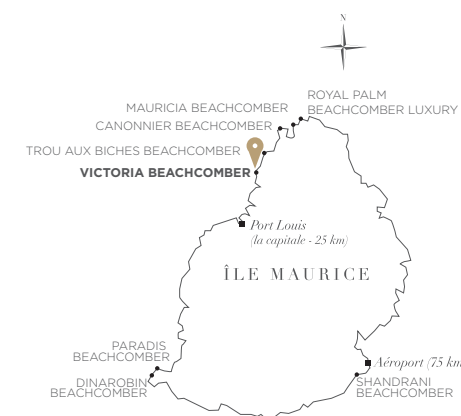 N
ROYAL PALM
BEACHCOMBER LUXURY
MAURICIA BEACHCOMBER
CANONNIER BEACHCOMBER
TROU AUX BICHES BEACHCOMBER
VICTORIA BEACHCOMBER
Port Louis
(la capitale - 25 km)
ÎLE MAURICE
PARADIS
BEACHCOMBER
DINAROBIN
BEACHCOMBER
Aéroport (75 km
SHANDRANI
BEACHCOMBER